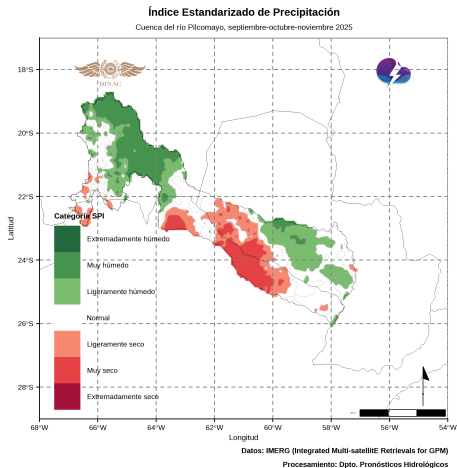 Índice Estandarizado de Precipitación
Cuenca del río Pilcomayo, septiembre-octubre-noviembre 2025
18°S
20°S
22°S
24°S
26°S
28°S
Latitud
DINAC
Categoría SPI
Extremadamente húmedo
Muy húmedo
Ligeramente húmedo
Normal
Ligeramente seco
Muy seco
Extremadamente seco
68°W 66°W 64°W 62°W 60°W 58°W 56°W 54°W
Longitud
Datos: IMERG (Integrated Multi-satellitE Retrievals for GPM)
Procesamiento: Dpto. Pronósticos Hidrológicos